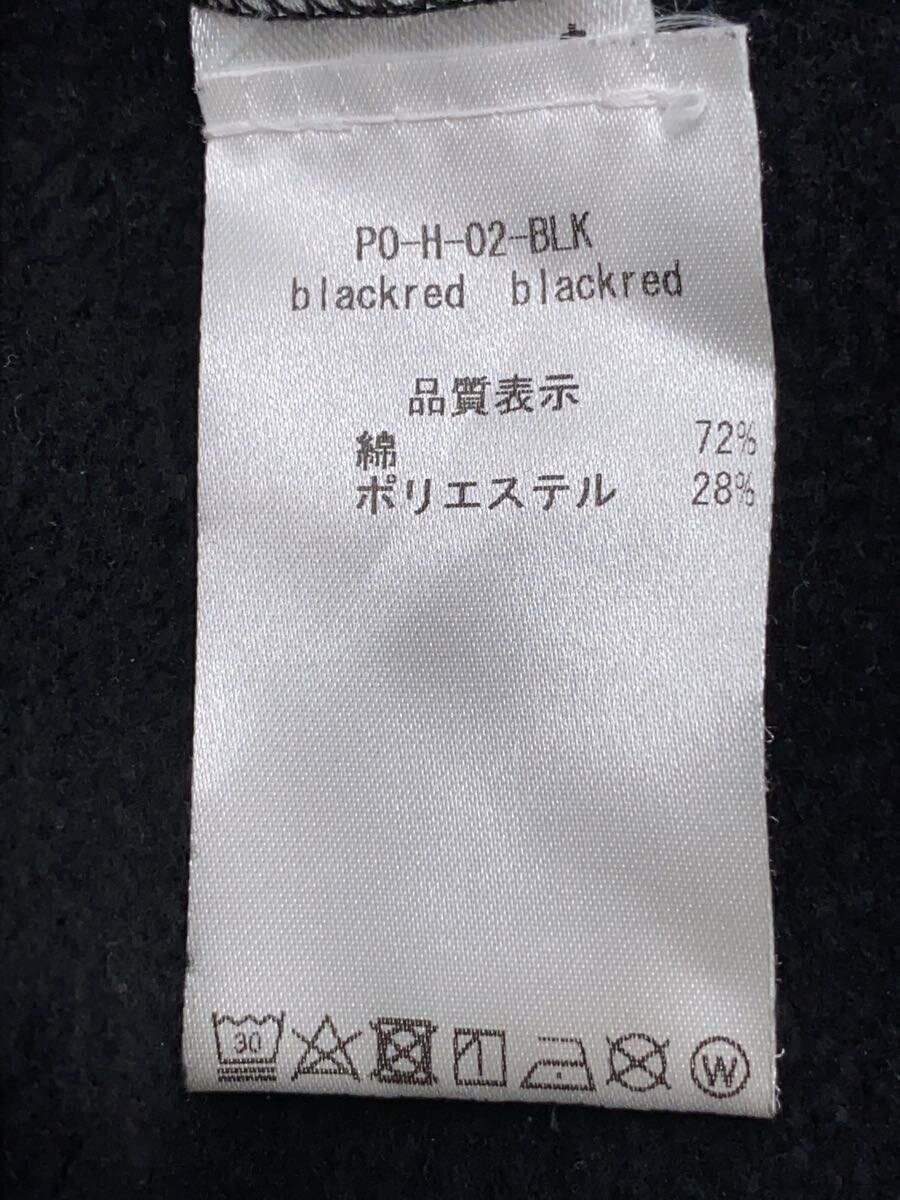 PO-H-02-BLK
blackred blackred
品質表示
綿 72%
ポリエステル 28%
30
W